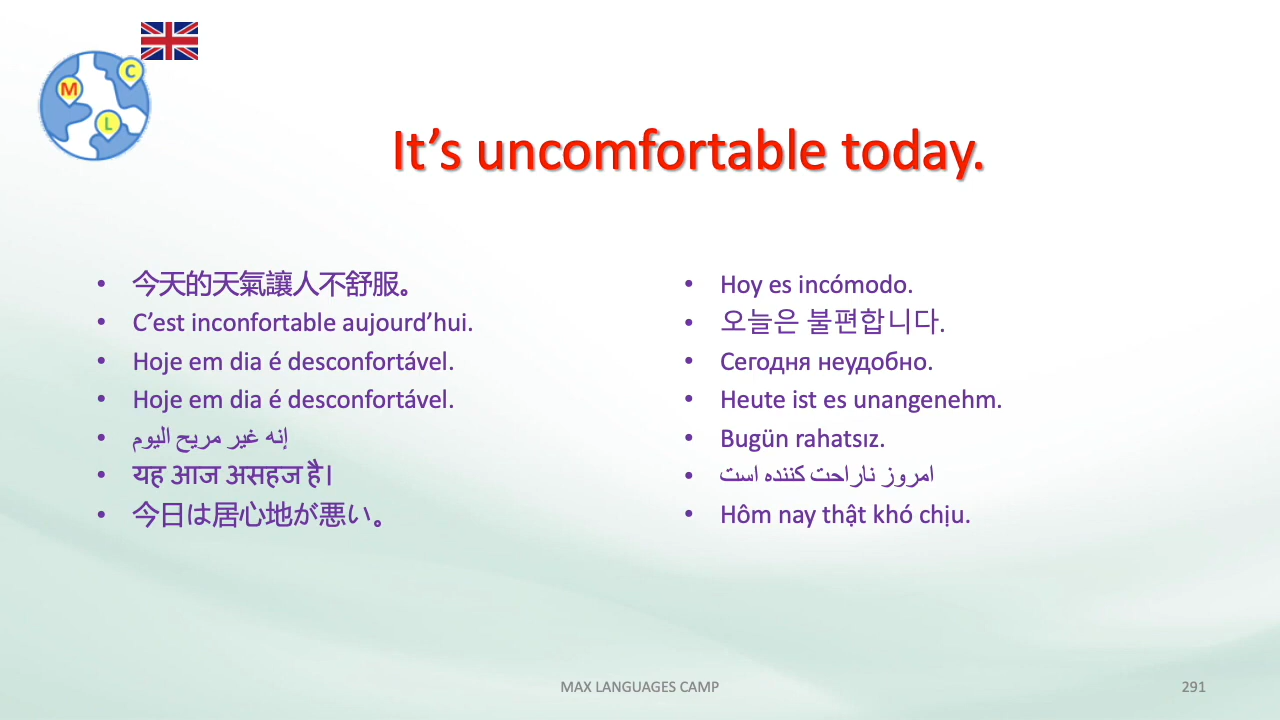 M
C
L
It’s uncomfortable today.
• 今天的天氣讓人不舒服。
• C’est inconfortable aujourd’hui.
• Hoje em dia é desconfortável.
• Hoje em dia é desconfortável.
• إنه غير مريح اليوم
• यह आज असहज है।
• 今日は居心地が悪い。
• Hoy es incómodo.
• 오늘은 불편합니다.
• Сегодня неудобно.
• Heute ist es unangenehm.
• Bugün rahatsız.
• امروز ناراحت کننده است
• Hôm nay thật khó chịu.
MAX LANGUAGES CAMP
291